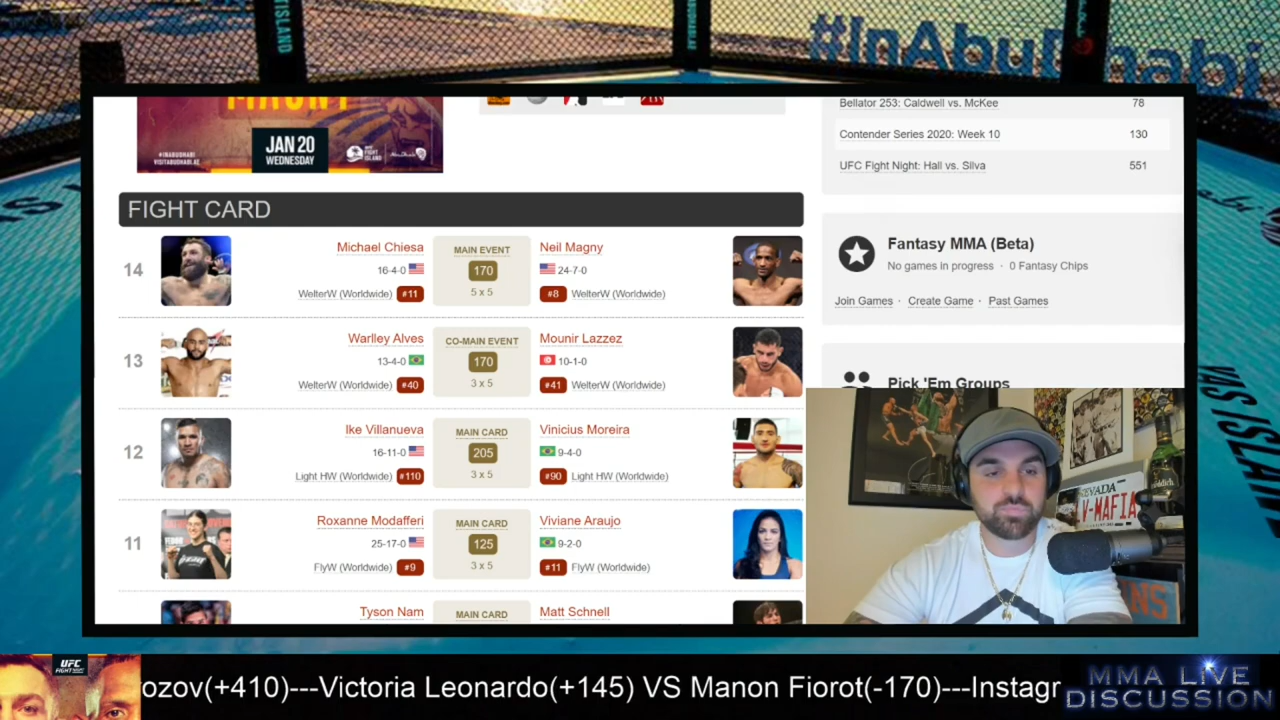 #InAbuDhabi
JAN 20
WEDNESDAY
#INABUDHABI
VISITABUDHABI.AE
Bellator 253: Caldwell vs. McKee 78
Contender Series 2020: Week 10 130
UFC Fight Night: Hall vs. Silva 551
FIGHT CARD
14
Michael Chiesa
16-4-0
WelterW (Worldwide) #11
MAIN EVENT
170
5 x 5
Neil Magny
24-7-0
#8 WelterW (Worldwide)
13
Warlley Alves
13-4-0
WelterW (Worldwide) #40
CO-MAIN EVENT
170
3 x 5
Mounir Lazzez
10-1-0
#41 WelterW (Worldwide)
12
Ike Villanueva
16-11-0
Light HW (Worldwide) #110
MAIN CARD
205
3 x 5
Vinicius Moreira
9-4-0
#90 Light HW (Worldwide)
11
Roxanne Modafferi
25-17-0
FlyW (Worldwide) #9
MAIN CARD
125
3 x 5
Viviane Araujo
9-2-0
#11 FlyW (Worldwide)
Tyson Nam
MAIN CARD
Matt Schnell
Fantasy MMA (Beta)
No games in progress · 0 Fantasy Chips
Join Games · Create Game · Past Games
Pick 'Em Groups
V-MAFIA
UFC
FIGHT NIGHT
ozov(+410)---Victoria Leonardo(+145) VS Manon Fiorot(-170)---Instagr
MMA LIVE
DISCUSSION